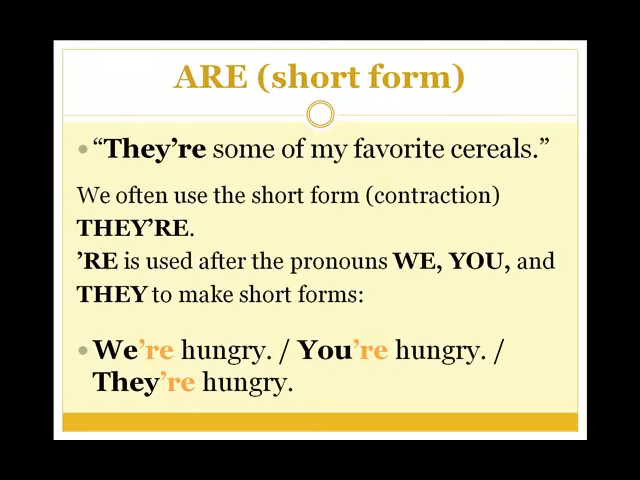 ARE (short form)
• “They’re some of my favorite cereals.”
We often use the short form (contraction)
THEY’RE.
’RE is used after the pronouns WE, YOU, and
THEY to make short forms:
• We’re hungry. / You’re hungry. /
They’re hungry.